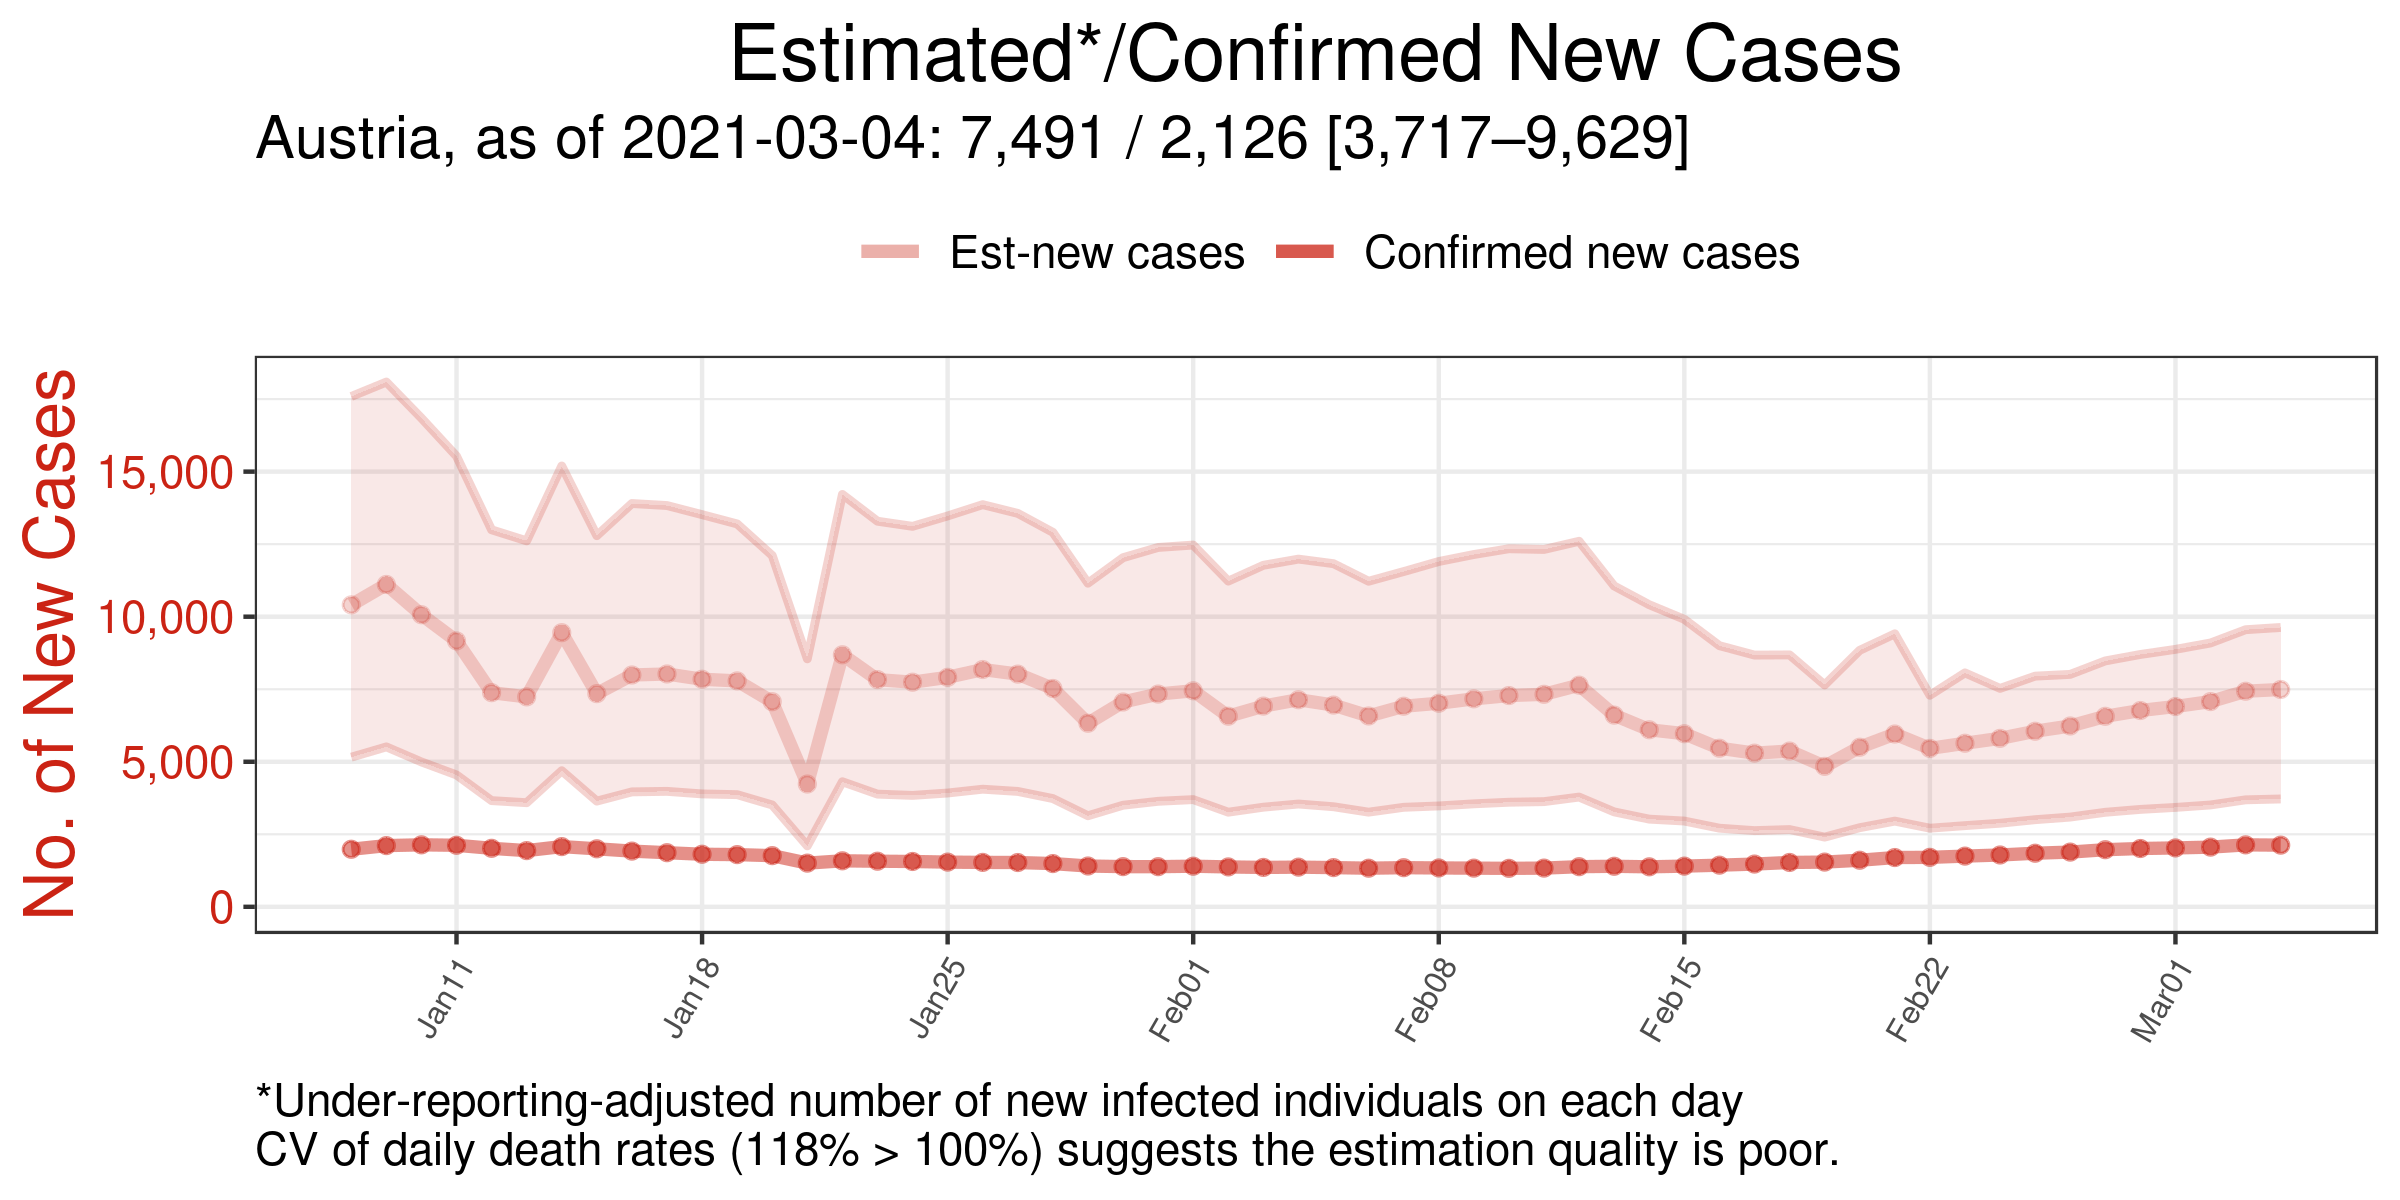 Estimated*/Confirmed New Cases
Austria, as of 2021-03-04: 7,491 / 2,126 [3,717–9,629]
Est-new cases
Confirmed new cases
No. of New Cases
15,000
10,000
5,000
0
Jan11
Jan18
Jan25
Feb01
Feb08
Feb15
Feb22
Mar01
*Under-reporting-adjusted number of new infected individuals on each day
CV of daily death rates (118% > 100%) suggests the estimation quality is poor.